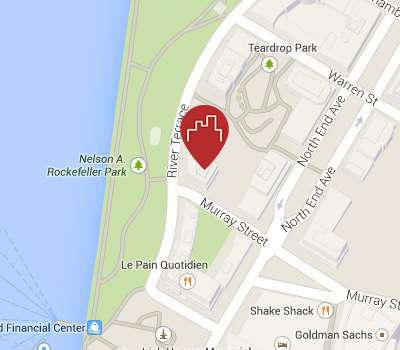 hamb
Teardrop Park
Warren St
North End Ave
River Terrace
Nelson A.
Rockefeller Park
North End Ave
Murray Street
Le Pain Quotidien
Murray S
Shake Shack
d Financial Center
Goldman Sachs